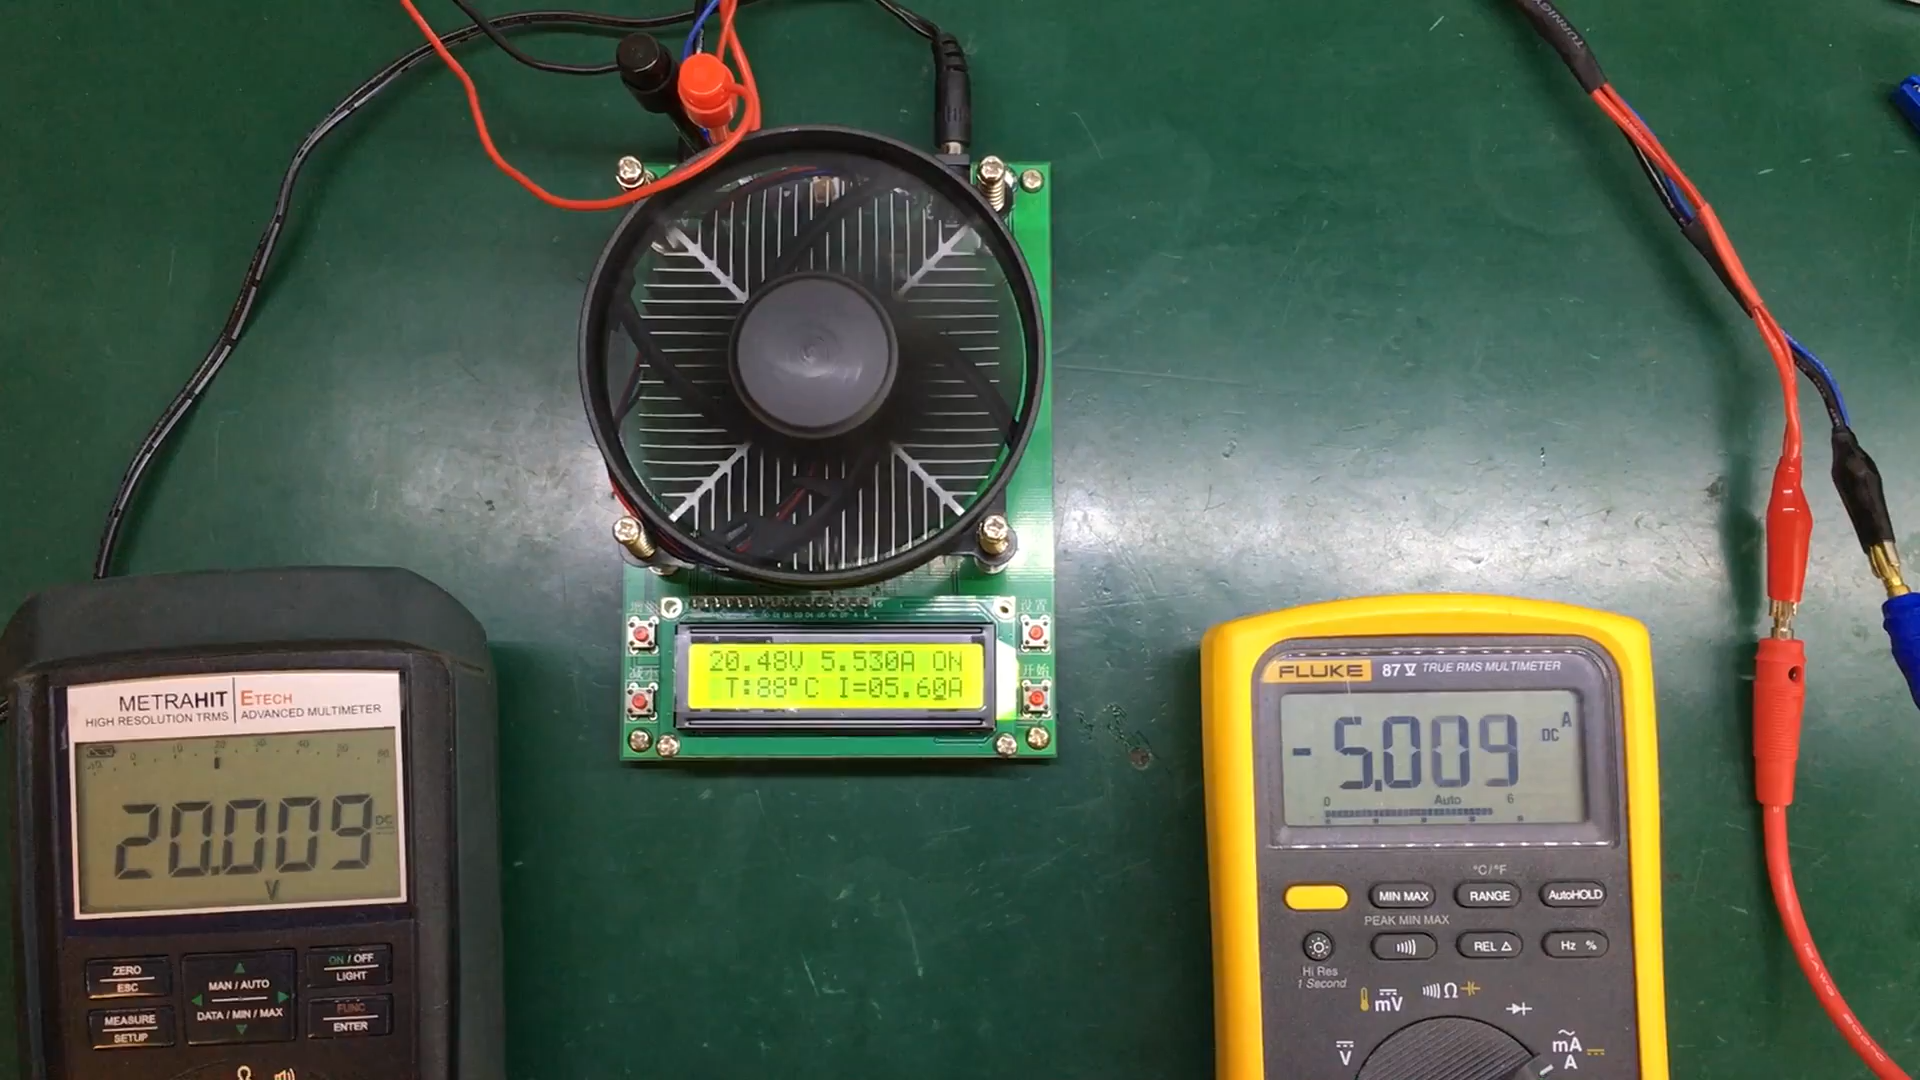 TURNIGY
20.48V 5.530A ON
T:88°C I=05.60A
设置
开始
METRAHIT ETECH
HIGH RESOLUTION TRMS ADVANCED MULTIMETER
20.009
DC
V
ZERO
ESC
MAN / AUTO
DATA / MIN / MAX
ON / OFF
LIGHT
MEASURE
SETUP
FUNC
ENTER
Ω
FLUKE 87 V TRUE RMS MULTIMETER
-5.009
DC A
0 Auto 6
°C/°F
MIN MAX RANGE AutoHOLD
PEAK MIN MAX
REL △ Hz %
Hi Res
1 Second
mV Ω
V
mA
A